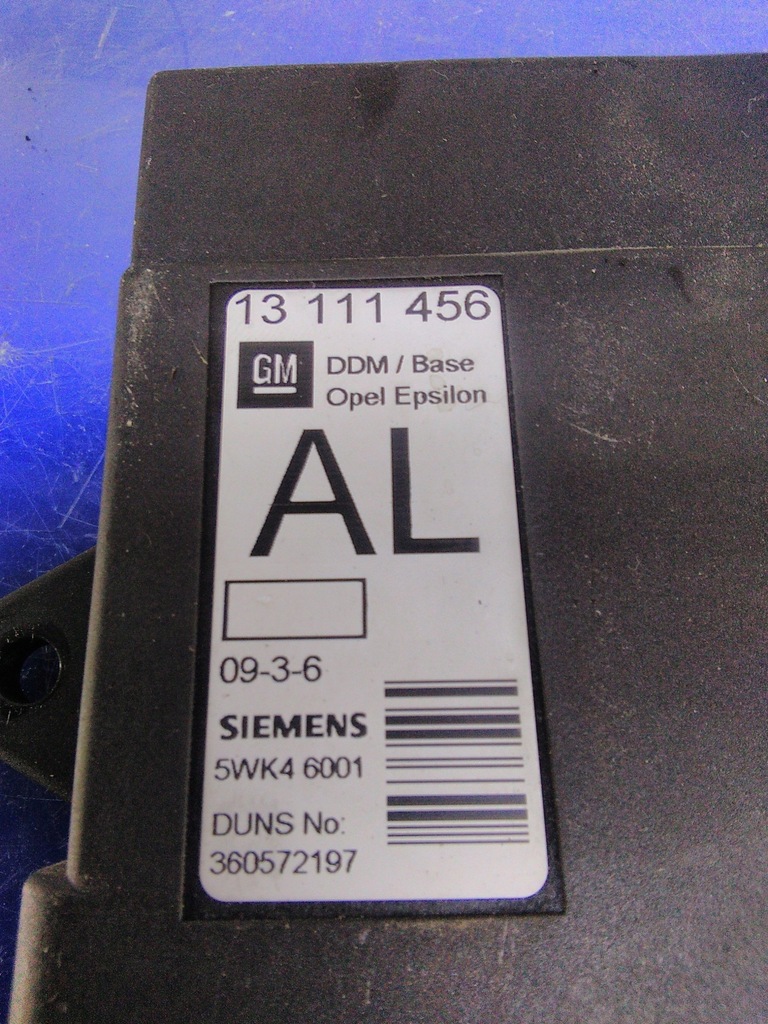 13 111 456
GM DDM / Base
Opel Epsilon
AL
09-3-6
SIEMENS
5WK4 6001
DUNS No:
360572197